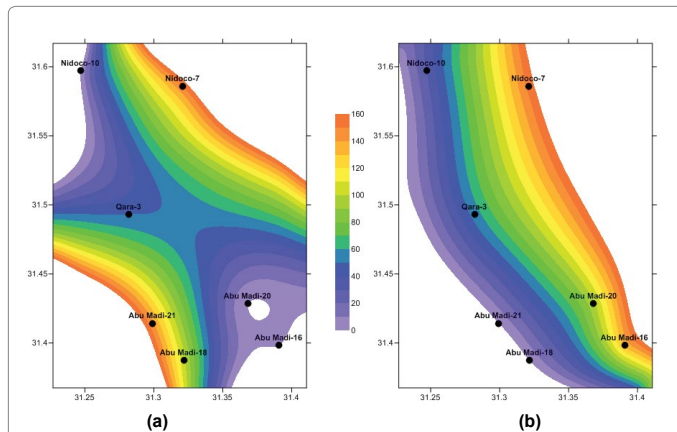 31.6
31.55
31.5
31.45
31.4
31.25
31.3
31.35
31.4
Nidoco-10
Nidoco-7
Qara-3
Abu Madi-20
Abu Madi-21
Abu Madi-16
Abu Madi-18
(a)
160
140
120
100
80
60
40
20
0
31.6
31.55
31.5
31.45
31.4
31.25
31.3
31.35
31.4
Nidoco-10
Nidoco-7
Qara-3
Abu Madi-20
Abu Madi-21
Abu Madi-16
Abu Madi-18
(b)